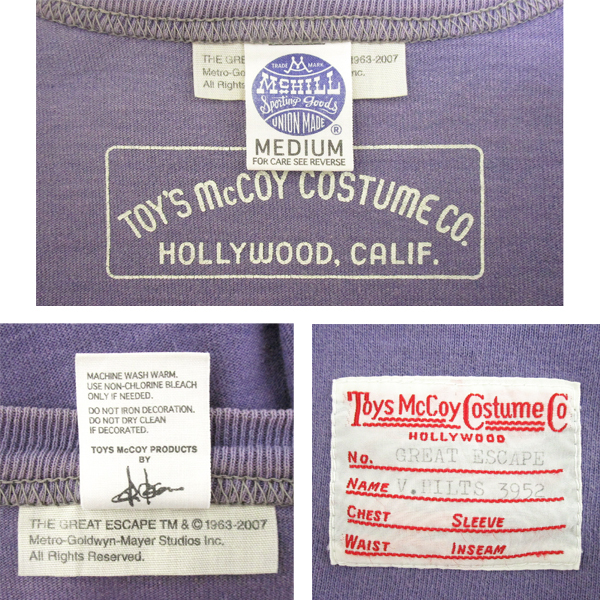 THE GREAT 1963-2007
Metro-Goldwyn- Inc.
All Rights
TRADE MARK
McHILL
Sporting Goods
UNION MADE
®
MEDIUM
FOR CARE SEE REVERSE
TOY'S McCOY COSTUME CO.
HOLLYWOOD, CALIF.
MACHINE WASH WARM.
USE NON-CHLORINE BLEACH
ONLY IF NEEDED.
DO NOT IRON DECORATION.
DO NOT DRY CLEAN
IF DECORATED.
TOYS McCOY PRODUCTS
BY
THE GREAT ESCAPE TM & © 1963-2007
Metro-Goldwyn-Mayer Studios Inc.
All Rights Reserved.
Toys McCoy Costume Co
HOLLYWOOD
No. GREAT ESCAPE
NAME V.PILTS 3952
CHEST SLEEVE
WAIST INSEAM